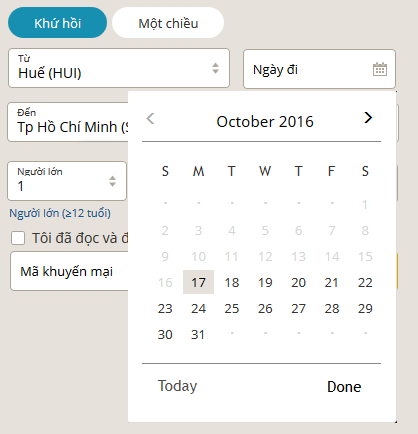 Khứ hồi
Một chiều
Từ
Huế (HUI)
Ngày đi
Đến
Tp Hồ Chí Minh (S
Người lớn
1
Người lớn (≥12 tuổi)
Tôi đã đọc và đ
Mã khuyến mại
October 2016
S M T W T F S
1
2 3 4 5 6 7 8
9 10 11 12 13 14 15
16 17 18 19 20 21 22
23 24 25 26 27 28 29
30 31
Today
Done